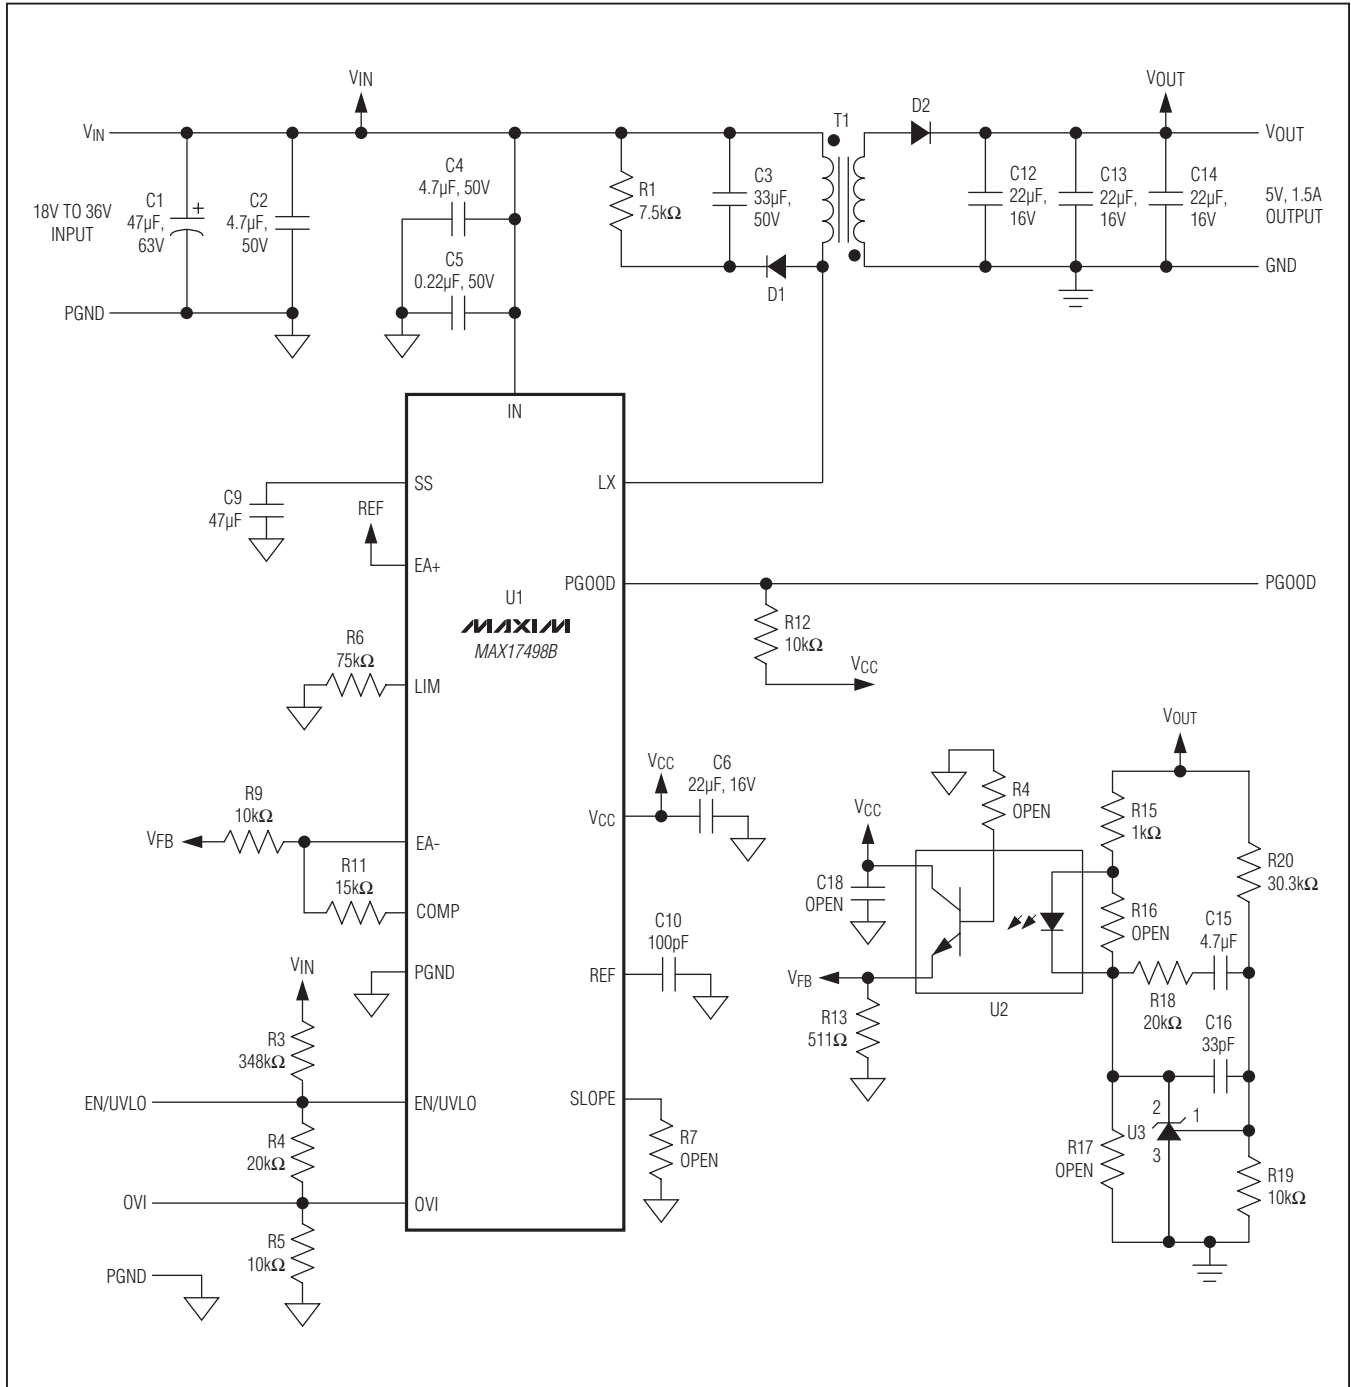 VIN
VOUT
VIN
C1
47µF,
63V
+
C2
4.7µF,
50V
18V TO 36V
INPUT
PGND
C4
4.7µF, 50V
C5
0.22µF, 50V
R1
7.5kΩ
C3
33µF,
50V
D1
T1
D2
C12
22µF,
16V
C13
22µF,
16V
C14
22µF,
16V
VOUT
5V, 1.5A
OUTPUT
GND
IN
SS
C9
47µF
REF
EA+
LX
PGOOD
PGOOD
R12
10kΩ
VCC
U1
MAXIM
MAX17498B
R6
75kΩ
LIM
VCC
C6
22µF, 16V
VCC
R9
10kΩ
VFB
EA-
R11
15kΩ
COMP
PGND
C10
100pF
REF
VIN
R3
348kΩ
EN/UVLO
EN/UVLO
R4
20kΩ
OVI
OVI
R5
10kΩ
PGND
SLOPE
R7
OPEN
VOUT
R4
OPEN
VCC
C18
OPEN
R15
1kΩ
R20
30.3kΩ
R16
OPEN
C15
4.7µF
VFB
R13
511Ω
U2
R18
20kΩ
C16
33pF
2
1
U3
3
R17
OPEN
R19
10kΩ